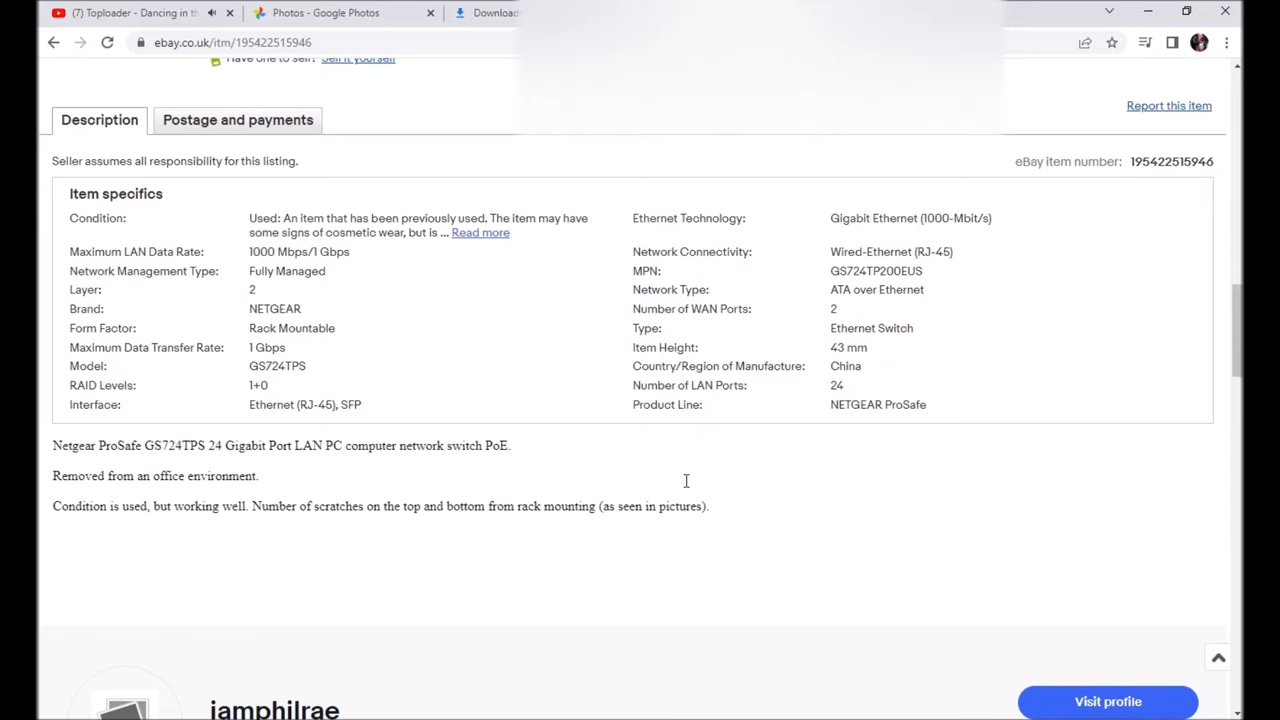 (7) Toploader - Dancing in th
Photos - Google Photos
Download
ebay.co.uk/itm/195422515946
Have one to sell? Sell it yourself
Report this item
Description
Postage and payments
Seller assumes all responsibility for this listing.
eBay item number: 195422515946
Item specifics
Condition: Used: An item that has been previously used. The item may have
some signs of cosmetic wear, but is ... Read more
Ethernet Technology: Gigabit Ethernet (1000-Mbit/s)
Maximum LAN Data Rate: 1000 Mbps/1 Gbps
Network Connectivity: Wired-Ethernet (RJ-45)
Network Management Type: Fully Managed
MPN: GS724TP200EUS
Layer: 2
Network Type: ATA over Ethernet
Brand: NETGEAR
Number of WAN Ports: 2
Form Factor: Rack Mountable
Type: Ethernet Switch
Maximum Data Transfer Rate: 1 Gbps
Item Height: 43 mm
Model: GS724TPS
Country/Region of Manufacture: China
RAID Levels: 1+0
Number of LAN Ports: 24
Interface: Ethernet (RJ-45), SFP
Product Line: NETGEAR ProSafe
Netgear ProSafe GS724TPS 24 Gigabit Port LAN PC computer network switch PoE.
Removed from an office environment.
Condition is used, but working well. Number of scratches on the top and bottom from rack mounting (as seen in pictures).
iamphilrae
Visit profile